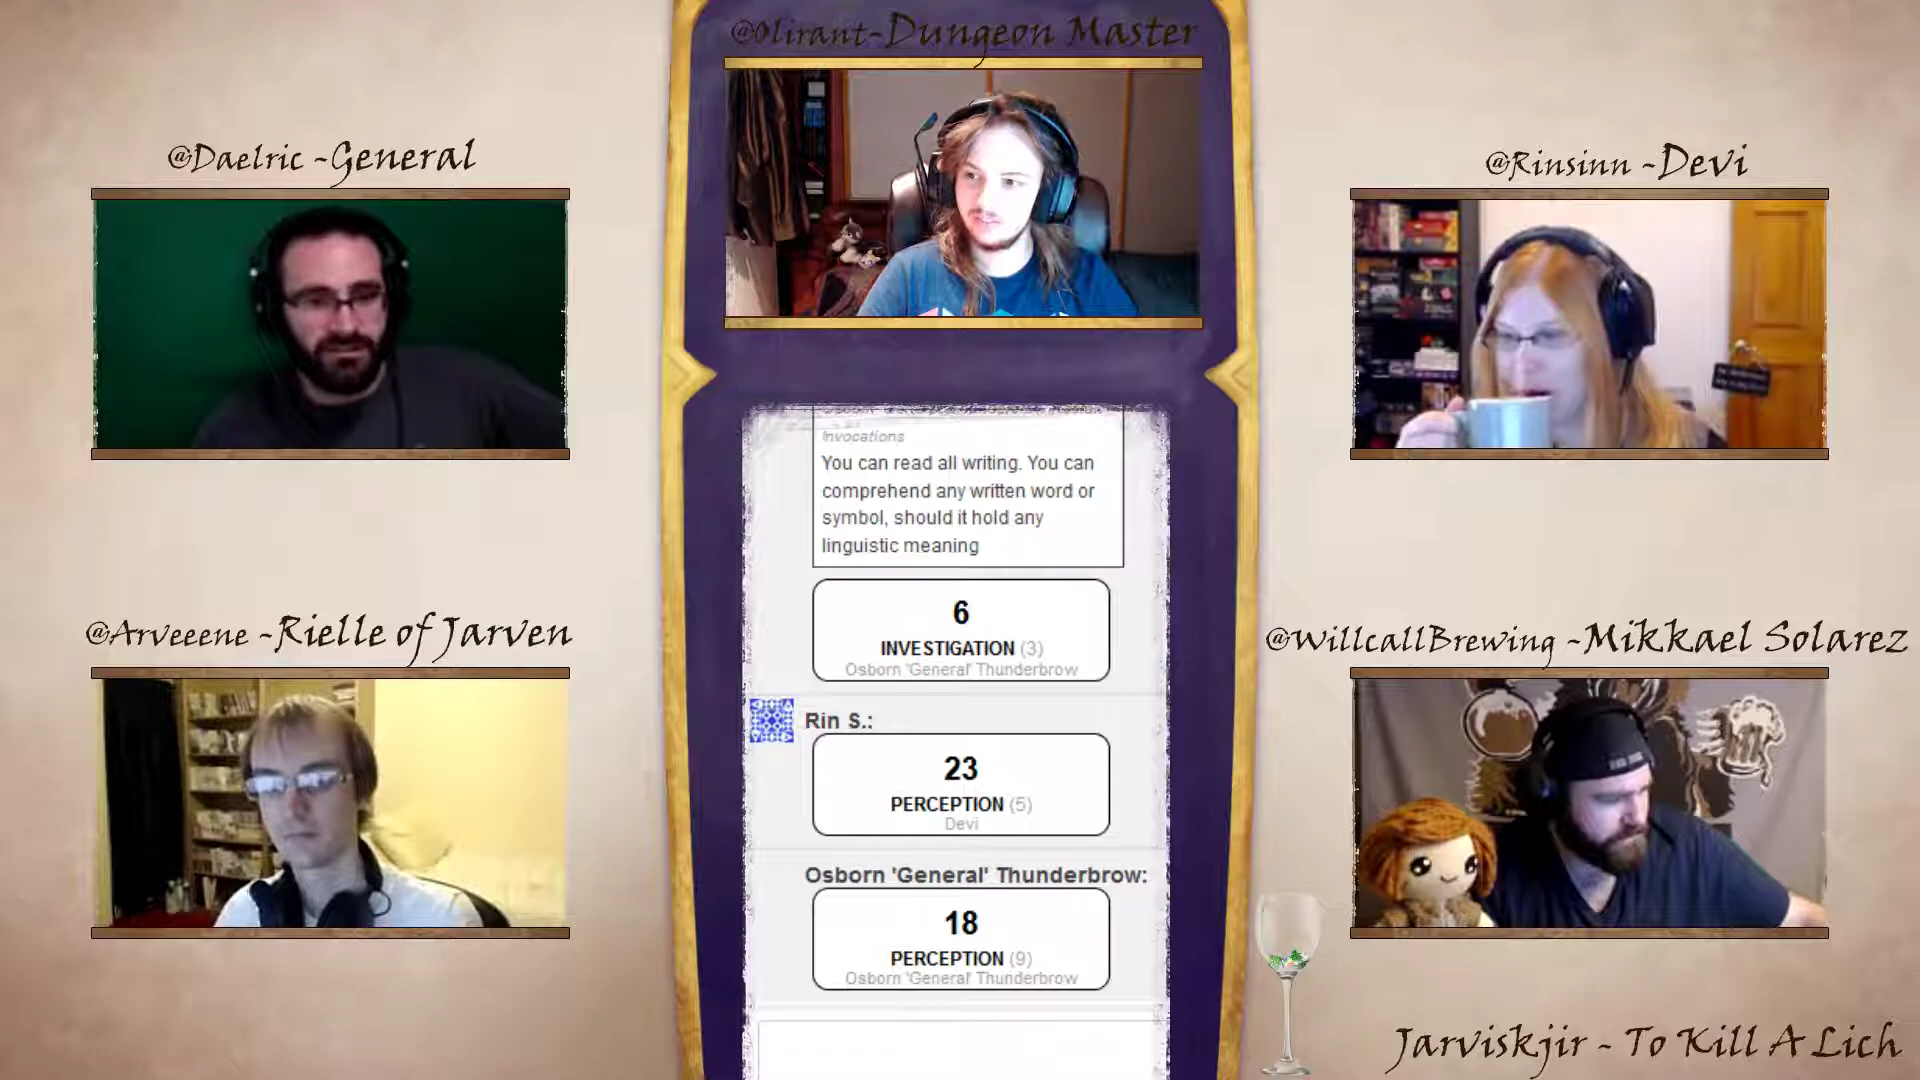 @Olirant-Dungeon Master
@Daelric -General
@Rinsinn -Devi
@Arveeene -Rielle of Jarven
@WillcallBrewing -Mikkael Solarez
Invocations
You can read all writing. You can
comprehend any written word or
symbol, should it hold any
linguistic meaning
6
INVESTIGATION (3)
Osborn 'General' Thunderbrow
Rin S.:
23
PERCEPTION (5)
Devi
Osborn 'General' Thunderbrow:
18
PERCEPTION (9)
Osborn 'General' Thunderbrow
Jarviskjir - To Kill A Lich